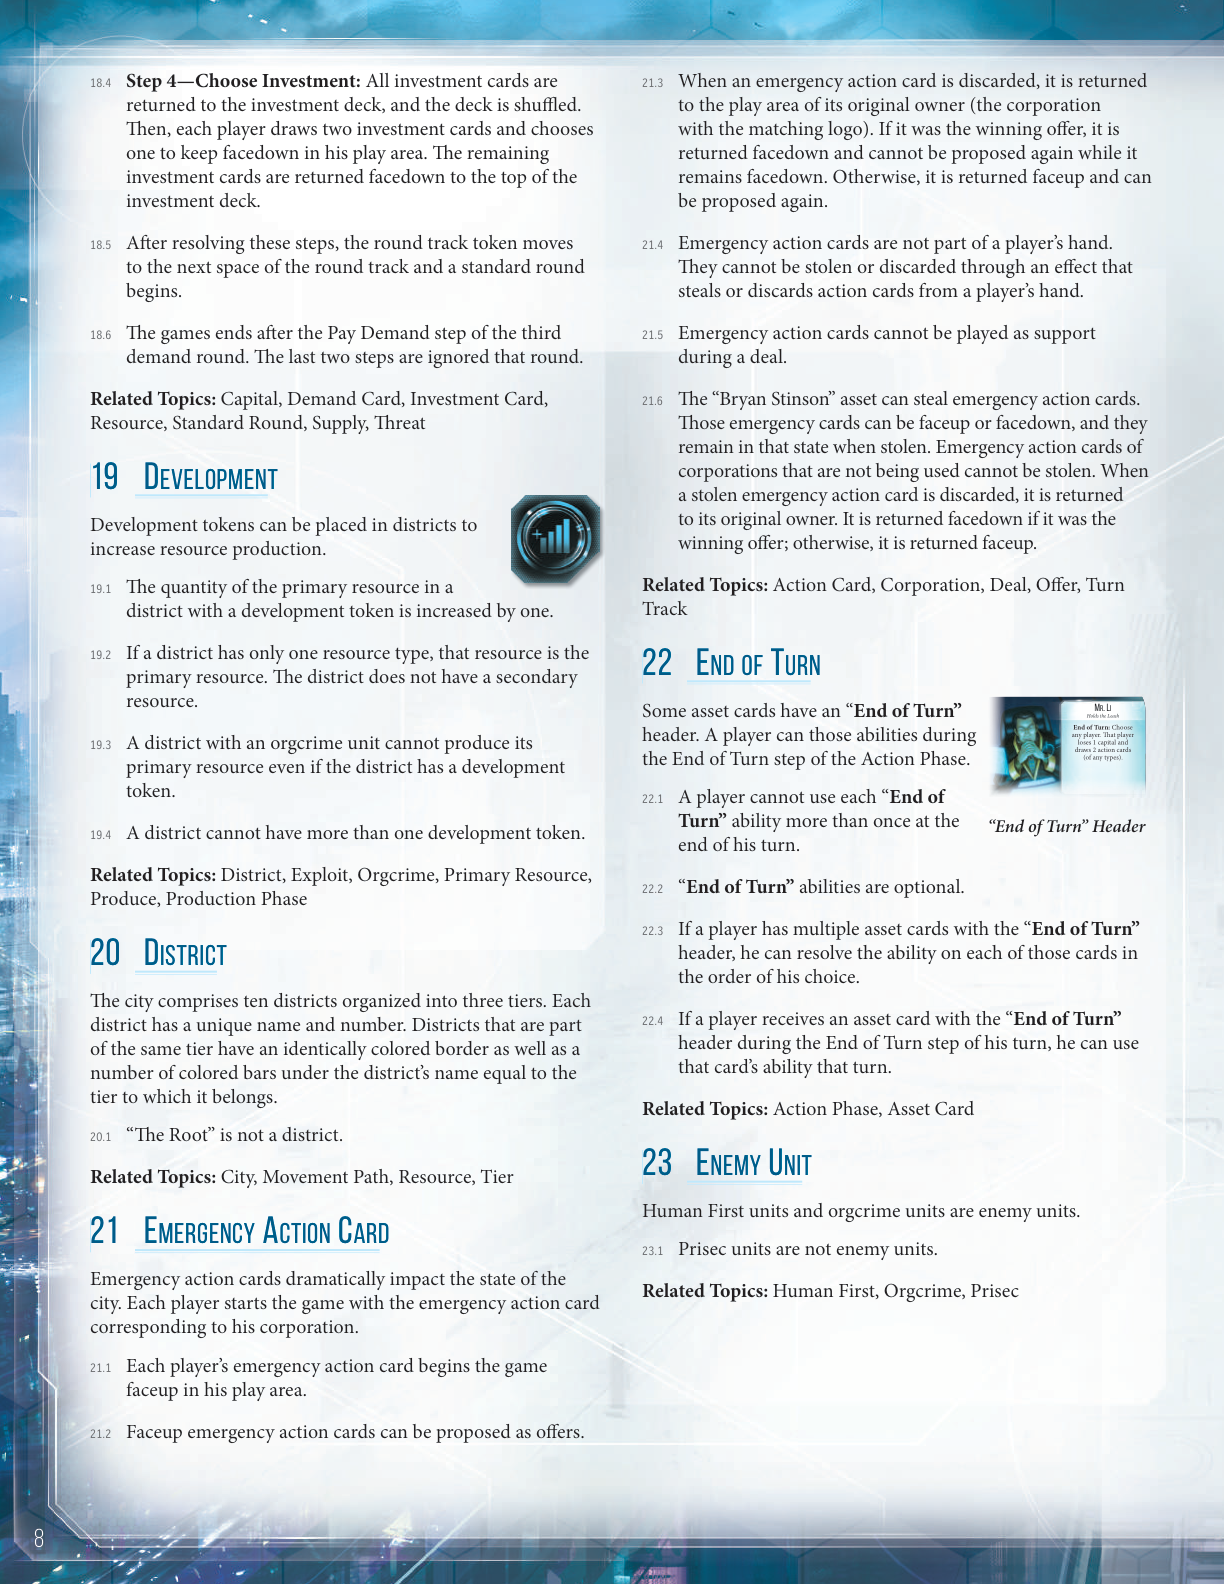 18.4 Step 4—Choose Investment: All investment cards are
returned to the investment deck, and the deck is shuffled.
Then, each player draws two investment cards and chooses
one to keep facedown in his play area. The remaining
investment cards are returned facedown to the top of the
investment deck.
18.5 After resolving these steps, the round track token moves
to the next space of the round track and a standard round
begins.
18.6 The games ends after the Pay Demand step of the third
demand round. The last two steps are ignored that round.
Related Topics: Capital, Demand Card, Investment Card,
Resource, Standard Round, Supply, Threat
19 Development
Development tokens can be placed in districts to
increase resource production.
19.1 The quantity of the primary resource in a
district with a development token is increased by one.
19.2 If a district has only one resource type, that resource is the
primary resource. The district does not have a secondary
resource.
19.3 A district with an orgcrime unit cannot produce its
primary resource even if the district has a development
token.
19.4 A district cannot have more than one development token.
Related Topics: District, Exploit, Orgcrime, Primary Resource,
Produce, Production Phase
20 District
The city comprises ten districts organized into three tiers. Each
district has a unique name and number. Districts that are part
of the same tier have an identically colored border as well as a
number of colored bars under the district’s name equal to the
tier to which it belongs.
20.1 “The Root” is not a district.
Related Topics: City, Movement Path, Resource, Tier
21 Emergency Action Card
Emergency action cards dramatically impact the state of the
city. Each player starts the game with the emergency action card
corresponding to his corporation.
21.1 Each player’s emergency action card begins the game
faceup in his play area.
21.2 Faceup emergency action cards can be proposed as offers.
21.3 When an emergency action card is discarded, it is returned
to the play area of its original owner (the corporation
with the matching logo). If it was the winning offer, it is
returned facedown and cannot be proposed again while it
remains facedown. Otherwise, it is returned faceup and can
be proposed again.
21.4 Emergency action cards are not part of a player’s hand.
They cannot be stolen or discarded through an effect that
steals or discards action cards from a player’s hand.
21.5 Emergency action cards cannot be played as support
during a deal.
21.6 The “Bryan Stinson” asset can steal emergency action cards.
Those emergency cards can be faceup or facedown, and they
remain in that state when stolen. Emergency action cards of
corporations that are not being used cannot be stolen. When
a stolen emergency action card is discarded, it is returned
to its original owner. It is returned facedown if it was the
winning offer; otherwise, it is returned faceup.
Related Topics: Action Card, Corporation, Deal, Offer, Turn
Track
22 End of Turn
Some asset cards have an “End of Turn”
header. A player can those abilities during
the End of Turn step of the Action Phase.
Mr. Li
Holds the Leash
End of Turn: Choose
any player. That player
loses 1 capital and
draws 2 action cards
(of any types).
“End of Turn” Header
22.1 A player cannot use each “End of
Turn” ability more than once at the
end of his turn.
22.2 “End of Turn” abilities are optional.
22.3 If a player has multiple asset cards with the “End of Turn”
header, he can resolve the ability on each of those cards in
the order of his choice.
22.4 If a player receives an asset card with the “End of Turn”
header during the End of Turn step of his turn, he can use
that card’s ability that turn.
Related Topics: Action Phase, Asset Card
23 Enemy Unit
Human First units and orgcrime units are enemy units.
23.1 Prisec units are not enemy units.
Related Topics: Human First, Orgcrime, Prisec
8